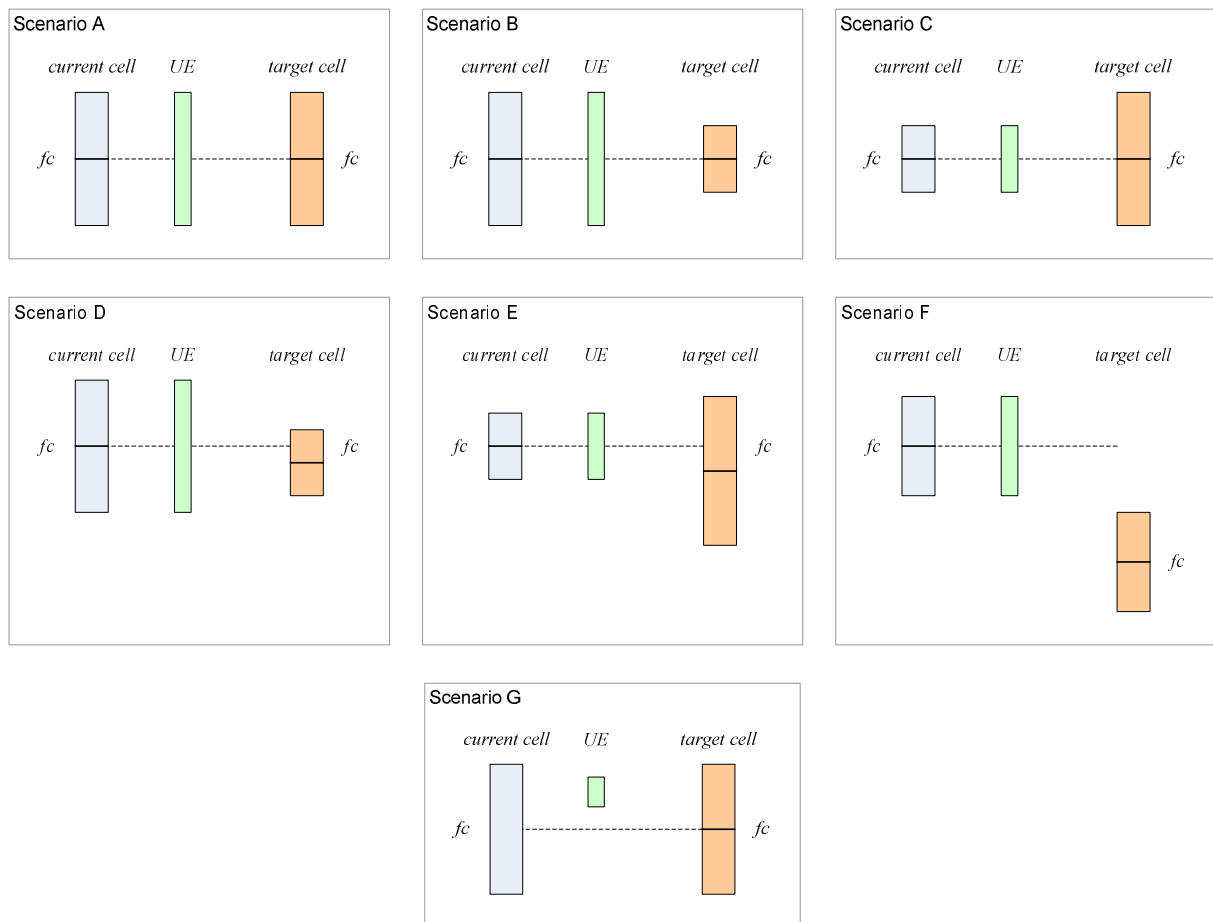 Scenario A
current cell UE target cell
fc fc
Scenario B
current cell UE target cell
fc fc
Scenario C
current cell UE target cell
fc fc
Scenario D
current cell UE target cell
fc fc
Scenario E
current cell UE target cell
fc fc
Scenario F
current cell UE target cell
fc
fc
Scenario G
current cell UE target cell
fc fc